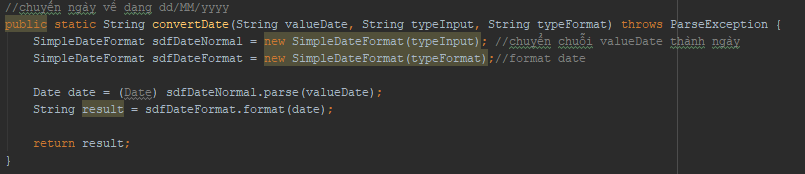 //chuyển ngày về dạng dd/MM/yyyy
public static String convertDate(String valueDate, String typeInput, String typeFormat) throws ParseException {
    SimpleDateFormat sdfDateNormal = new SimpleDateFormat(typeInput); //chuyển chuỗi valueDate thành ngày
    SimpleDateFormat sdfDateFormat = new SimpleDateFormat(typeFormat);//format date
    Date date = (Date) sdfDateNormal.parse(valueDate);
    String result = sdfDateFormat.format(date);
    return result;
}